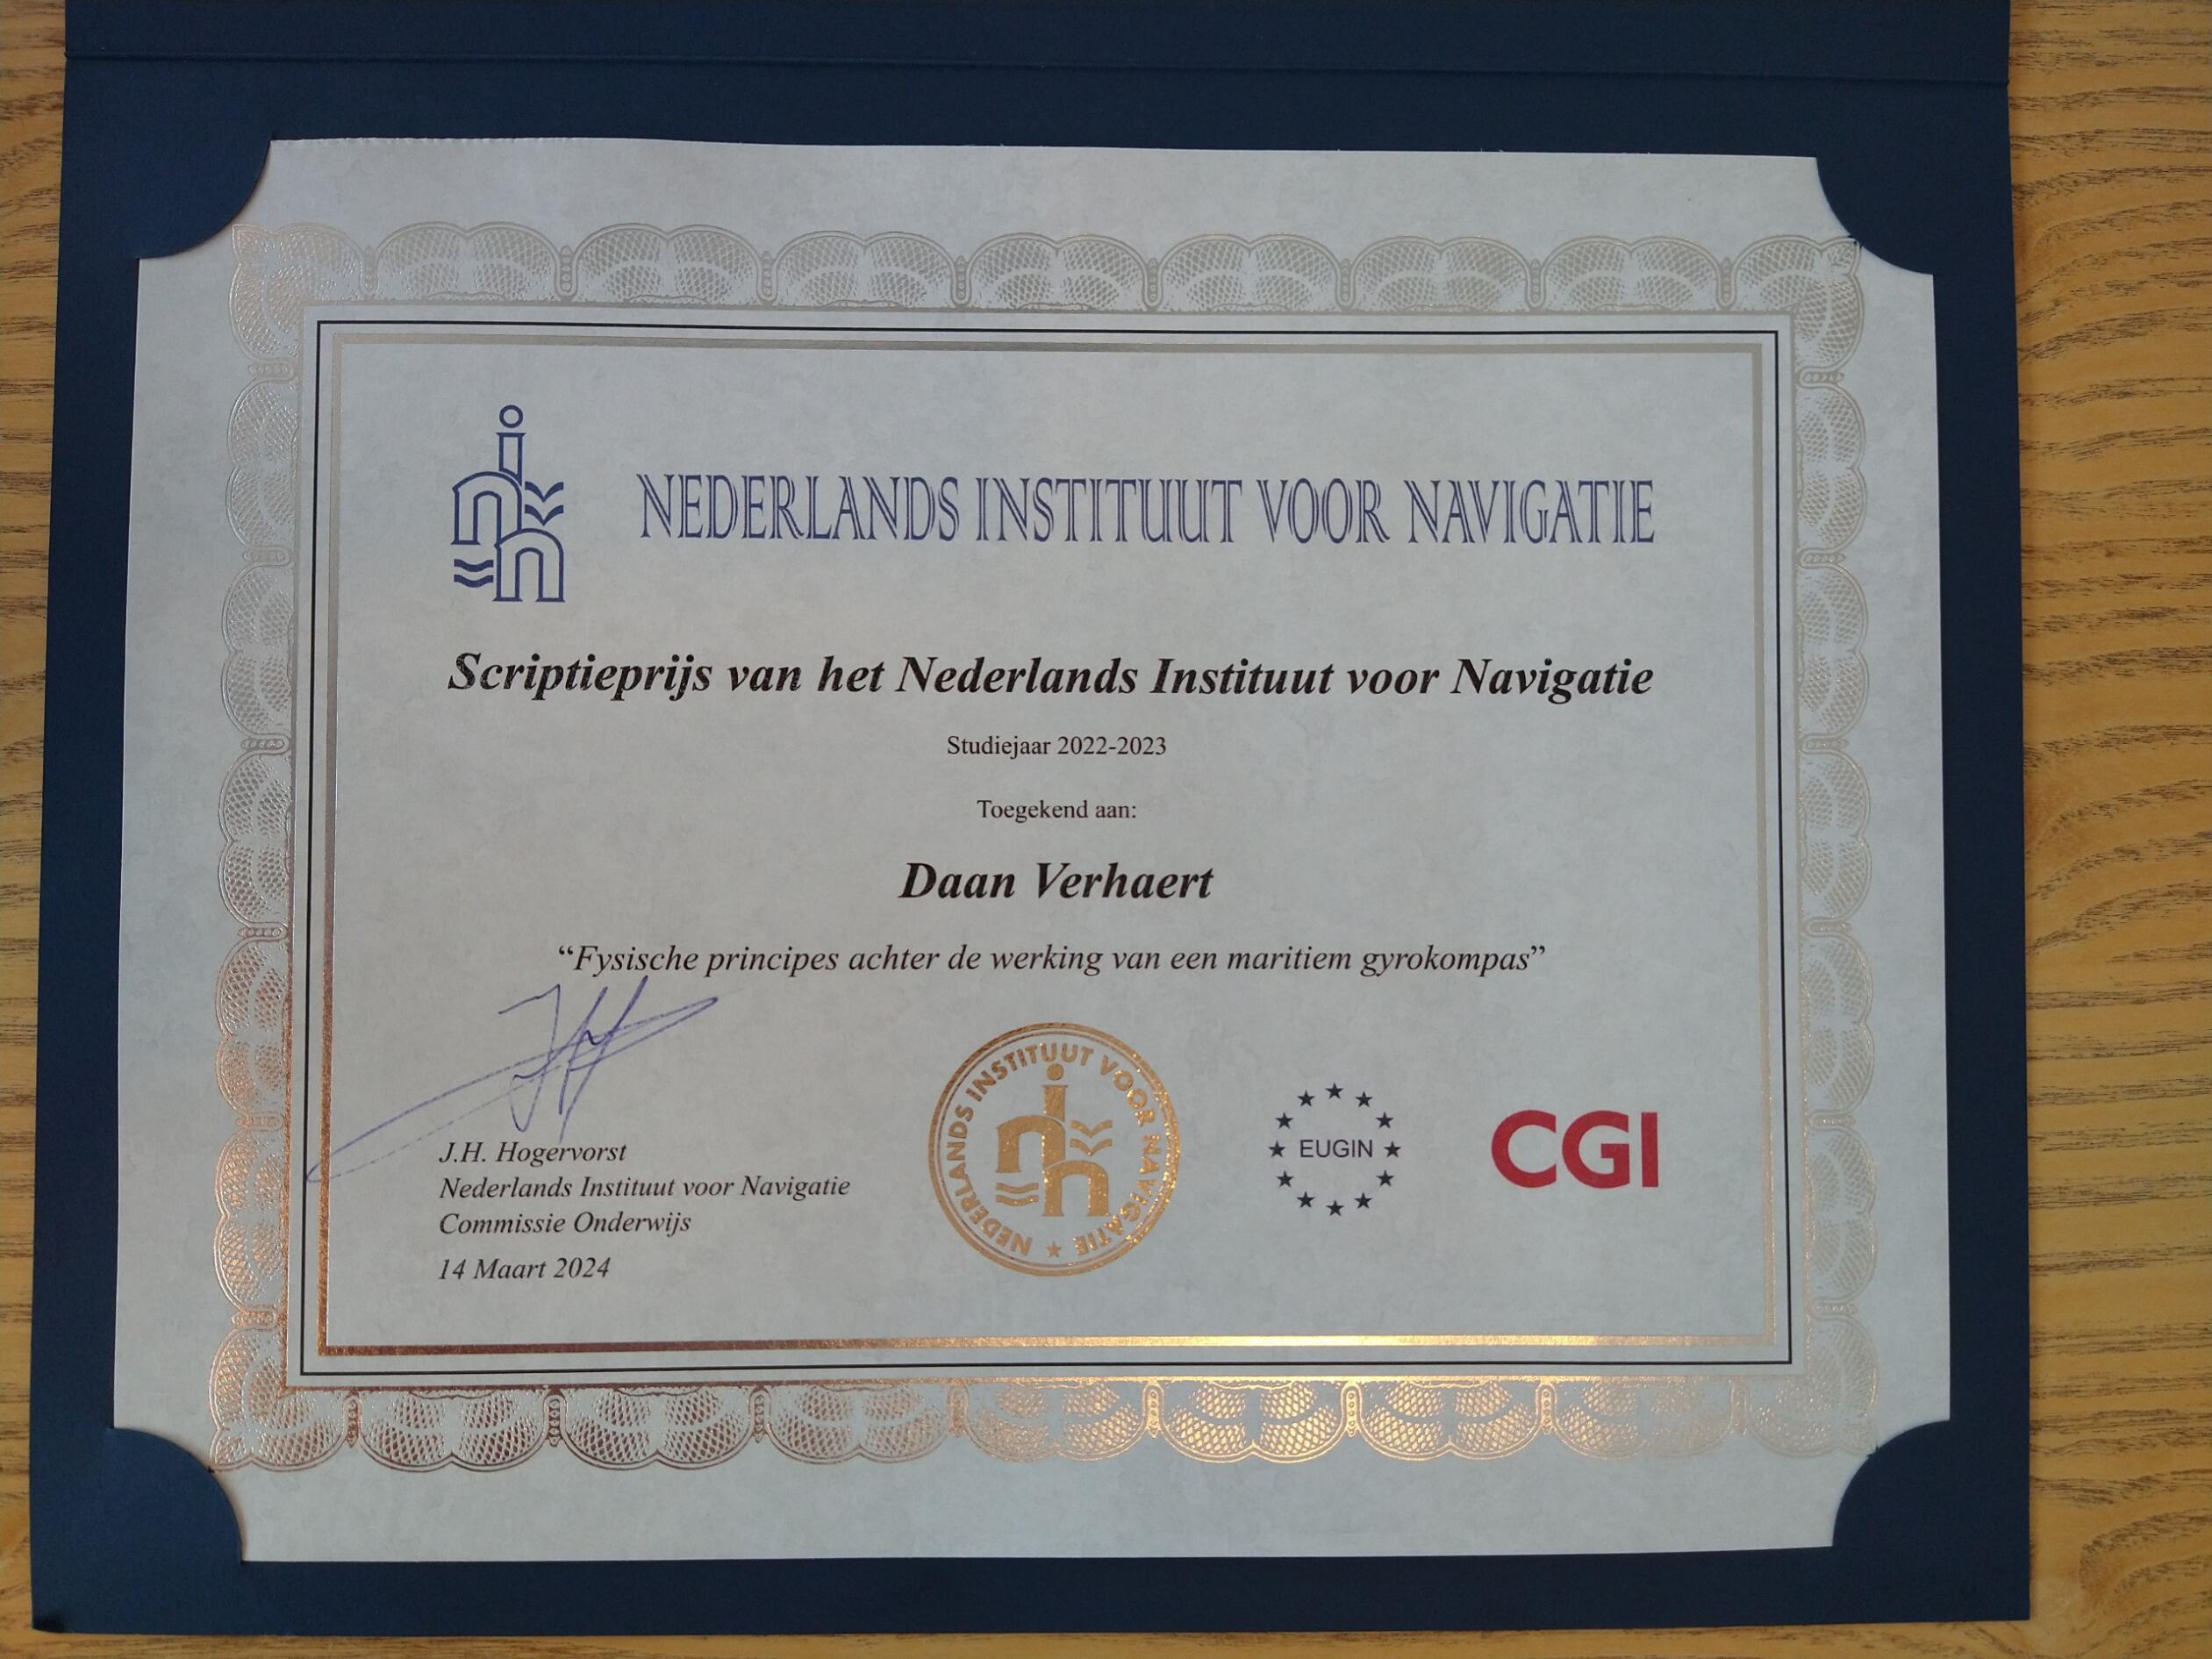 NEDERLANDS INSTITUUT VOOR NAVIGATIE
Scriptieprijs van het Nederlands Instituut voor Navigatie
Studiejaar 2022-2023
Toegekend aan:
Daan Verhaert
“Fysische principes achter de werking van een maritiem gyrokompas”
J.H. Hogervorst
Nederlands Instituut voor Navigatie
Commissie Onderwijs
14 Maart 2024
NEDERLANDS INSTITUUT VOOR NAVIGATIE
EUGIN
CGI